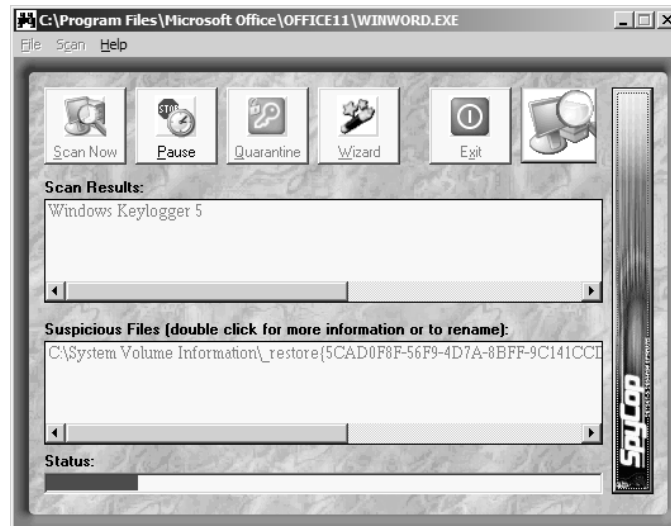 C:\Program Files\Microsoft Office\OFFICE11\WINWORD.EXE
File Scan Help
Scan Now Pause Quarantine Wizard Exit
STOP
Scan Results:
Windows Keylogger 5
Suspicious Files (double click for more information or to rename):
C:\System Volume Information\_restore{5CAD0F8F-56F9-4D7A-8BFF-9C141CCD
Status:
SpyCop